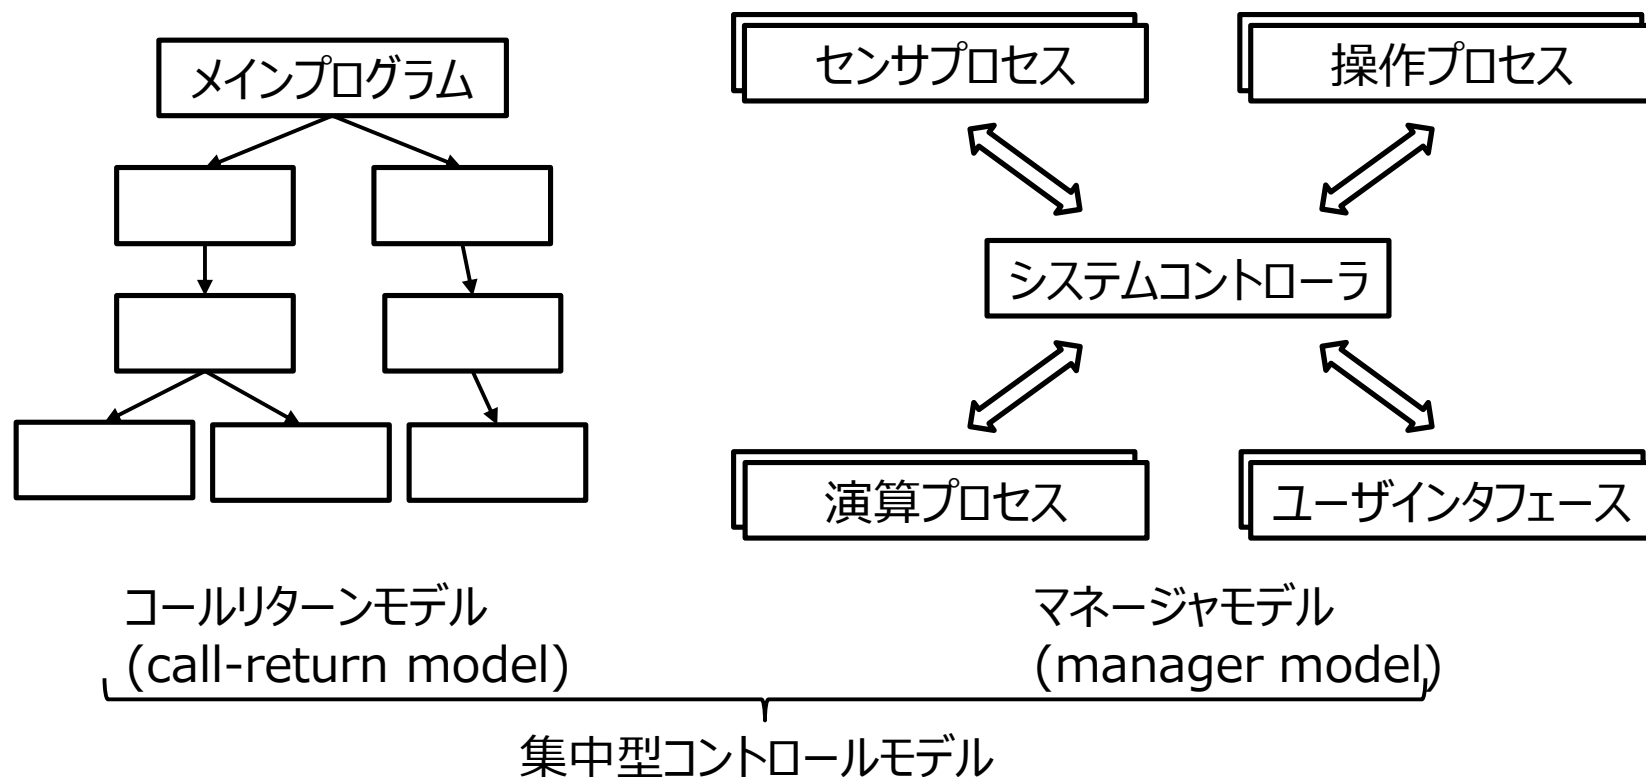 メインプログラム
センサプロセス
操作プロセス
システムコントローラ
演算プロセス
ユーザインタフェース
コールリターンモデル
(call-return model)
マネージャモデル
(manager model)
集中型コントロールモデル